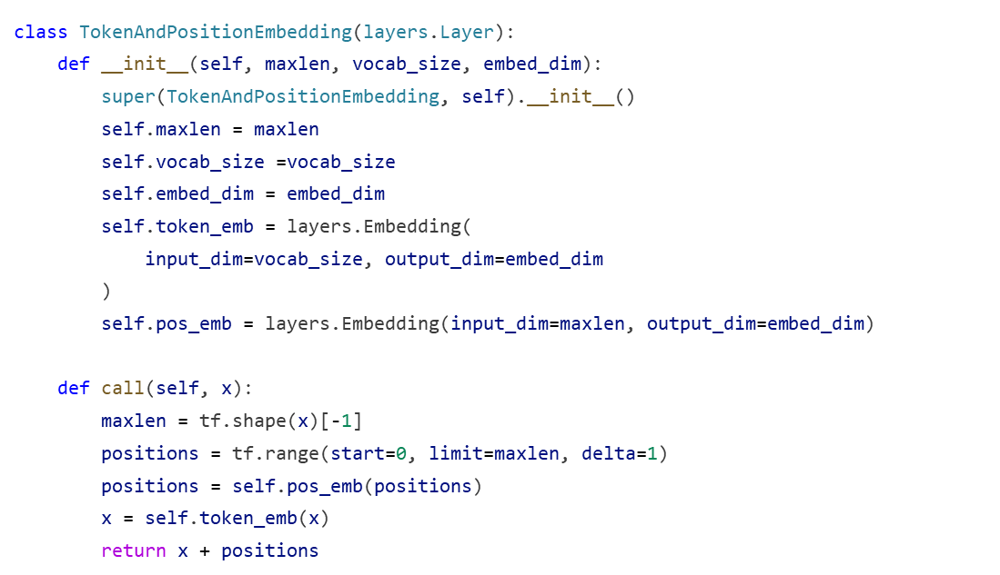 class TokenAndPositionEmbedding(layers.Layer):
    def __init__(self, maxlen, vocab_size, embed_dim):
        super(TokenAndPositionEmbedding, self).__init__()
        self.maxlen = maxlen
        self.vocab_size =vocab_size
        self.embed_dim = embed_dim
        self.token_emb = layers.Embedding(
            input_dim=vocab_size, output_dim=embed_dim
        )
        self.pos_emb = layers.Embedding(input_dim=maxlen, output_dim=embed_dim)

    def call(self, x):
        maxlen = tf.shape(x)[-1]
        positions = tf.range(start=0, limit=maxlen, delta=1)
        positions = self.pos_emb(positions)
        x = self.token_emb(x)
        return x + positions